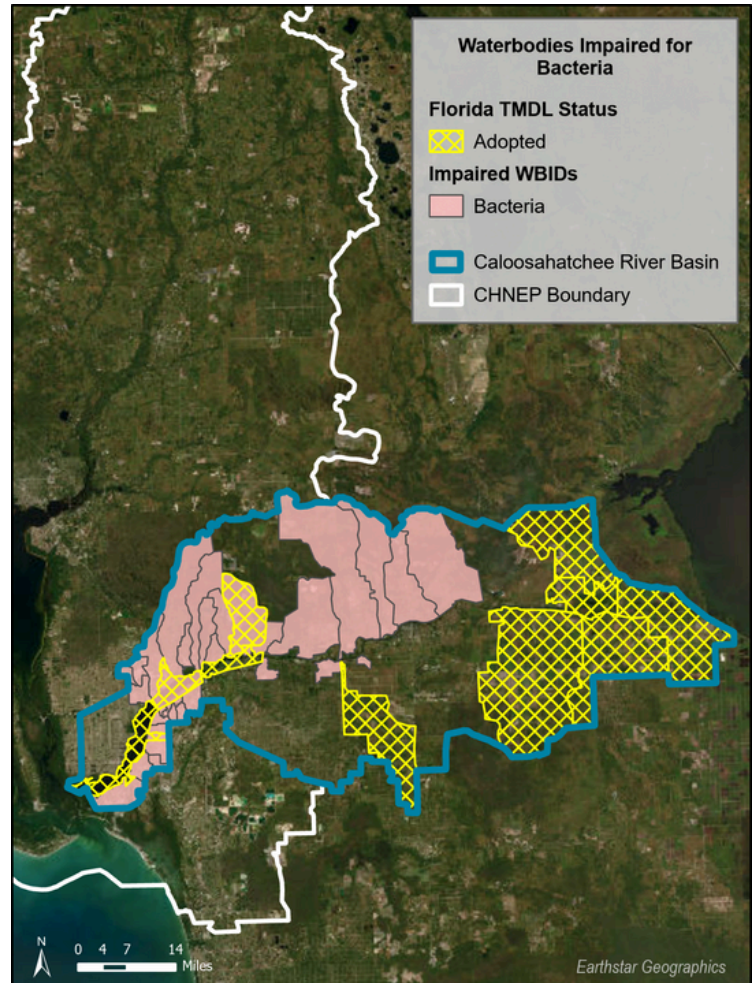 Waterbodies Impaired for
Bacteria
Florida TMDL Status
Adopted
Impaired WBIDs
Bacteria
Caloosahatchee River Basin
CHNEP Boundary
N
0 4 7 14
Miles
Earthstar Geographics